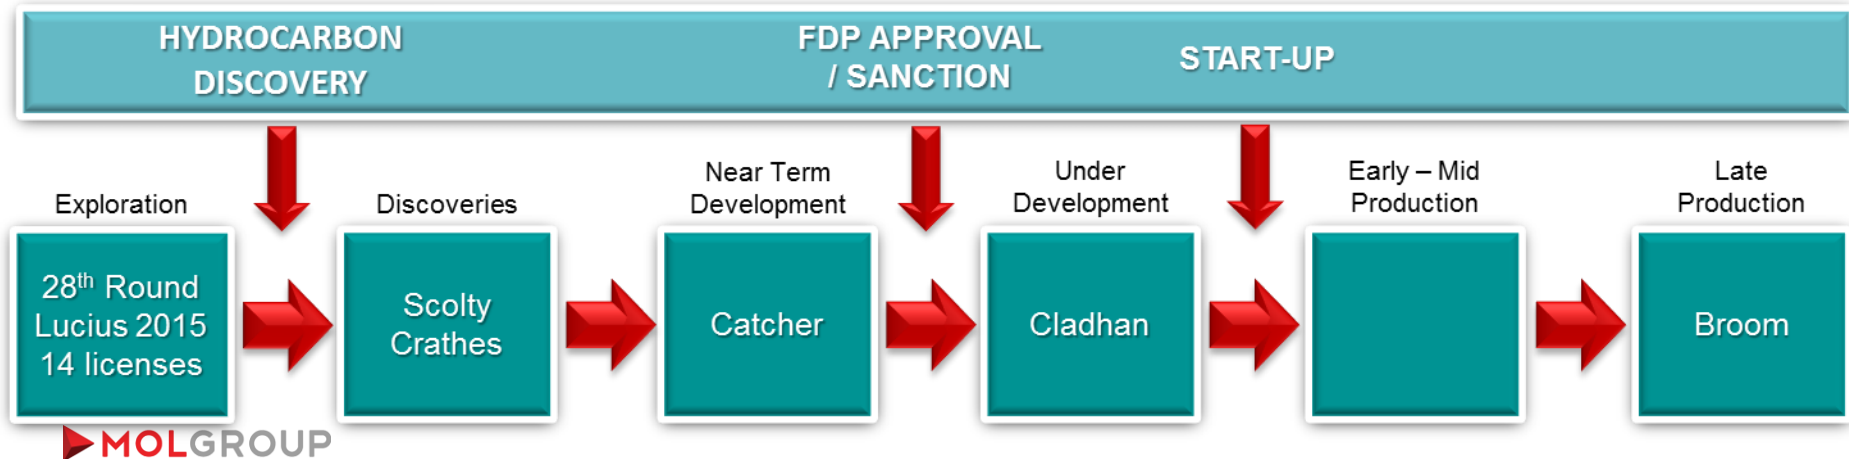 HYDROCARBON
DISCOVERY
FDP APPROVAL
/ SANCTION
START-UP
Exploration
Discoveries
Near Term
Development
Under
Development
Early – Mid
Production
Late
Production
28th Round
Lucius 2015
14 licenses
Scolty
Crathes
Catcher
Cladhan
Broom
MOLGROUP